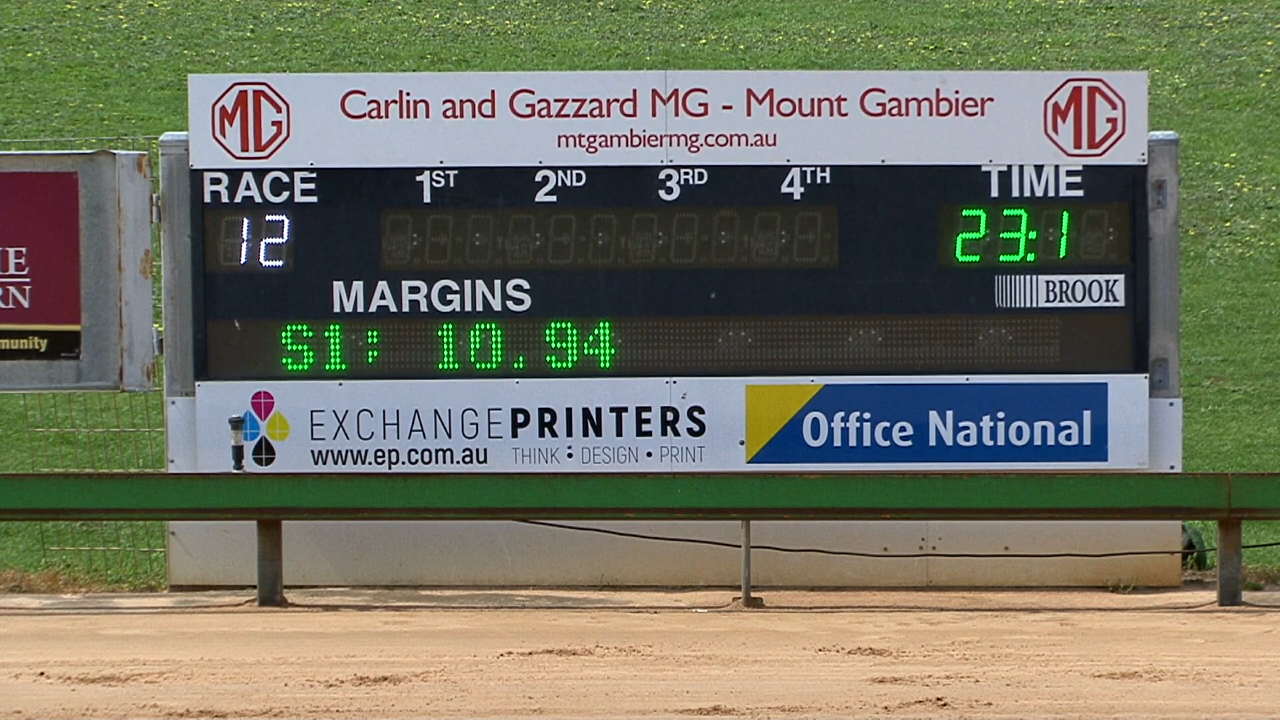 MG Carlin and Gazzard MG - Mount Gambier MG
mtgambiermg.com.au
RACE 1ST 2ND 3RD 4TH TIME
12 23:1
MARGINS BROOK
S1: 10.94
EXCHANGEPRINTERS
www.ep.com.au THINK : DESIGN • PRINT
Office National
munity